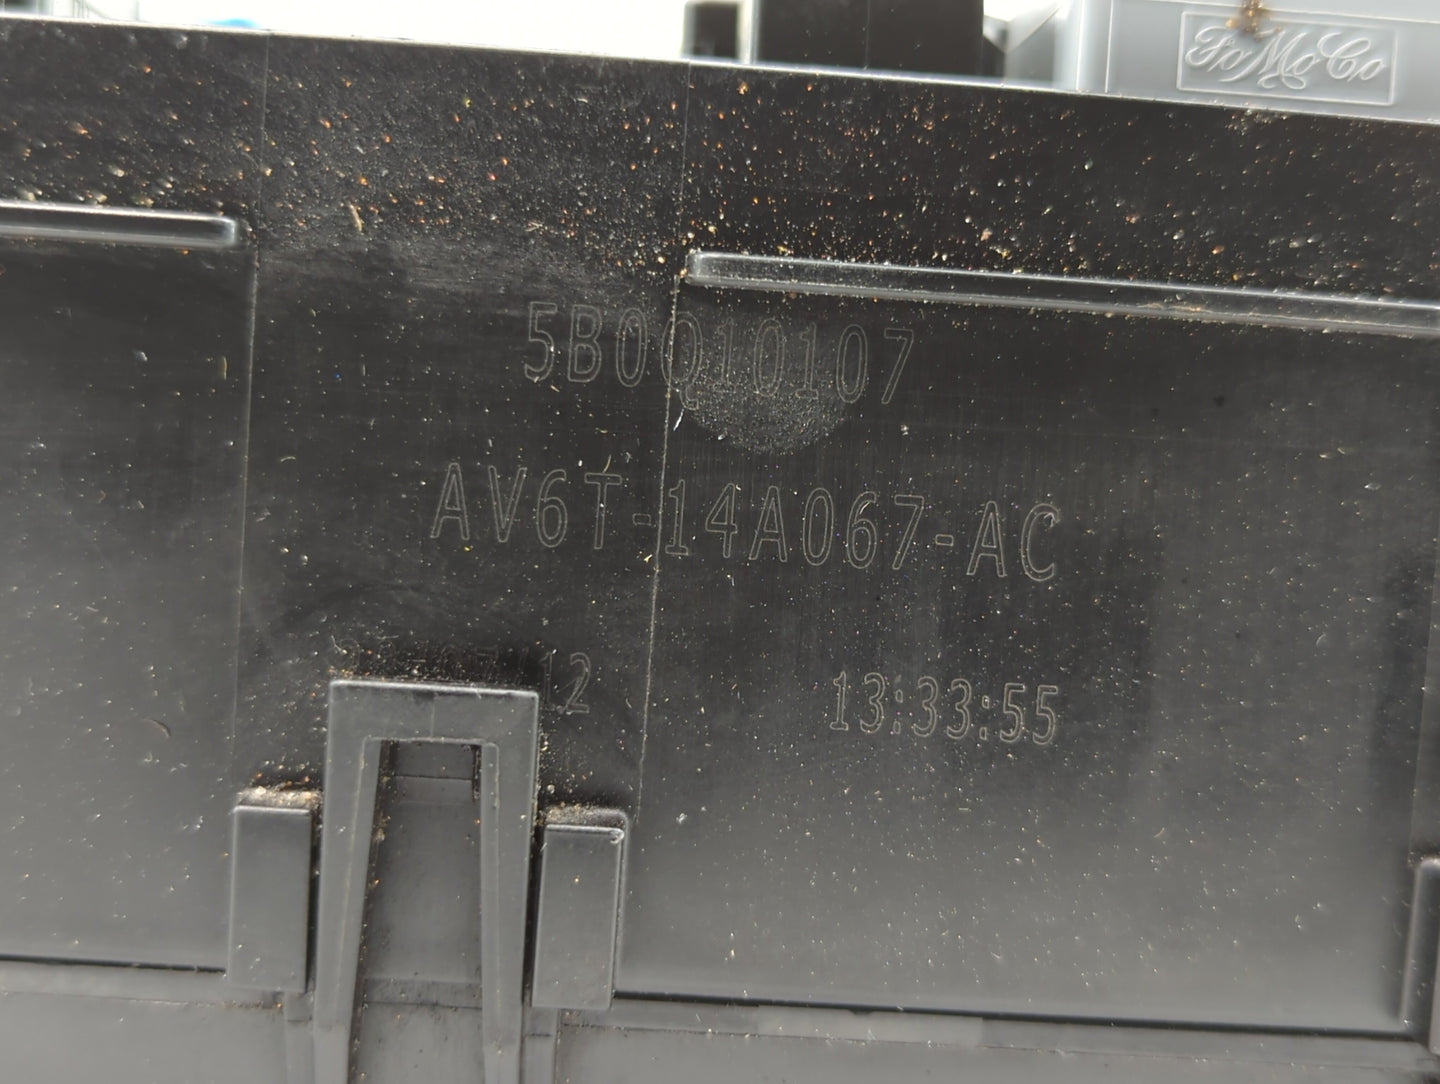 FoMoCo
5B0Q10107
AV6T-14A067-AC
12 13:33:55